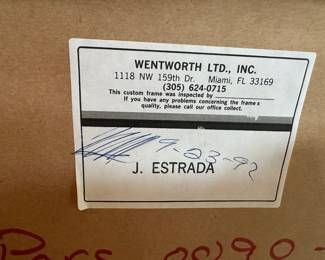 WENTWORTH LTD., INC.
1118 NW 159th Dr. Miami, FL 33169
(305) 624-0715
This custom frame was inspected by
If you have any problems concerning the frame s
quality, please call our office collect.
9-23-92
J. ESTRADA